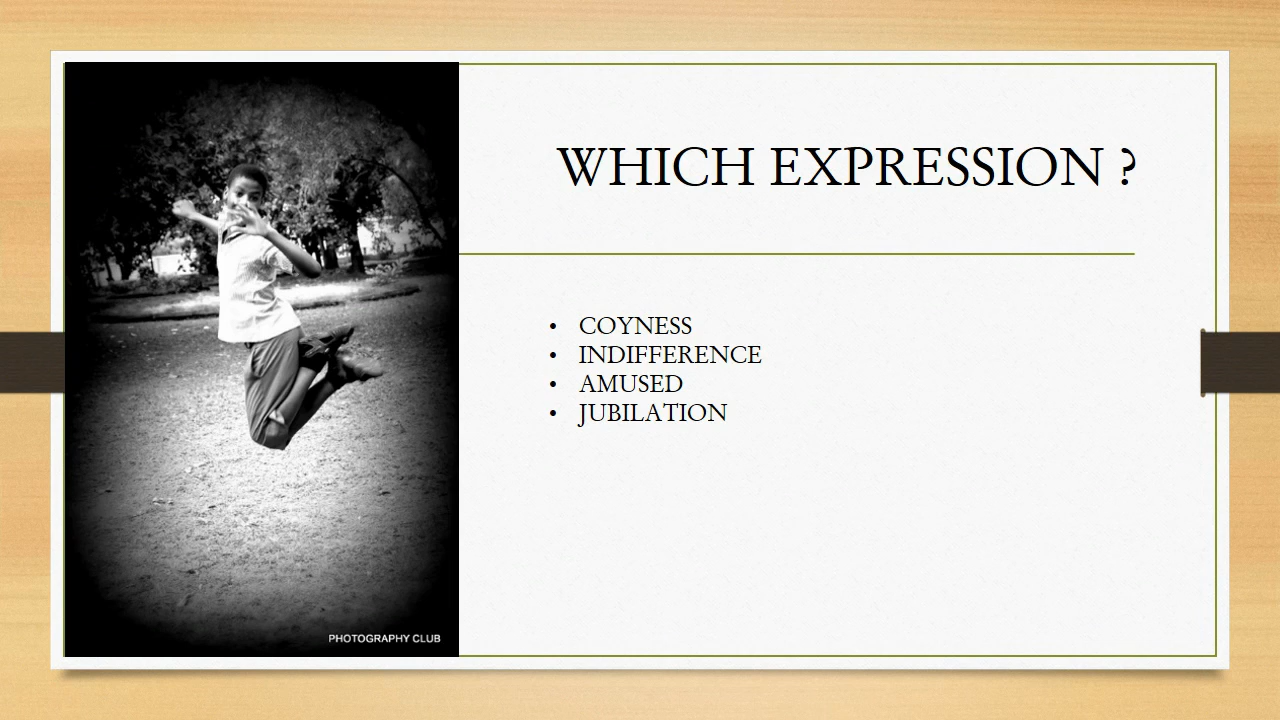 WHICH EXPRESSION ?
COYNESS
INDIFFERENCE
AMUSED
JUBILATION
PHOTOGRAPHY CLUB